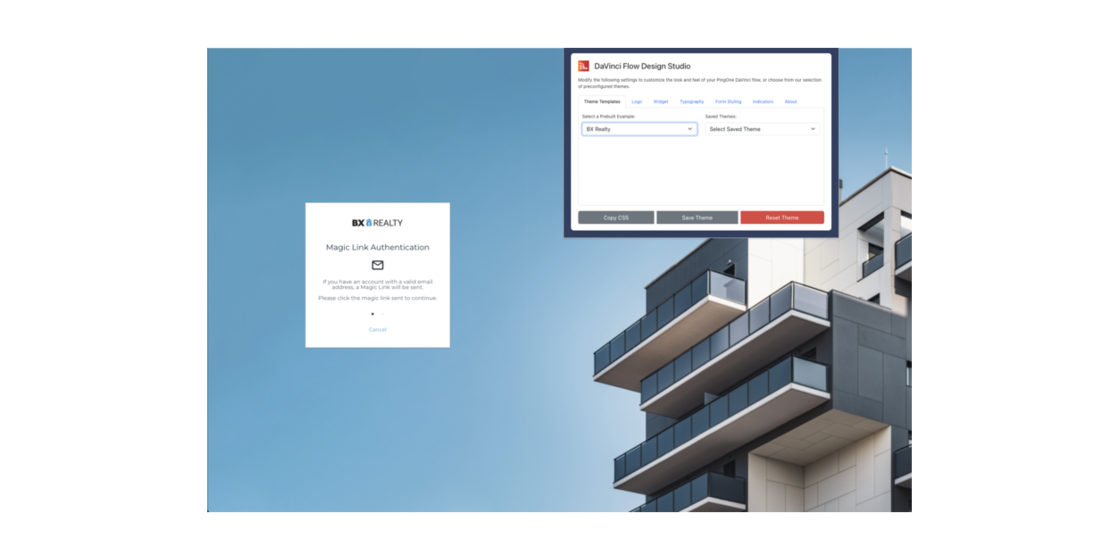 DaVinci Flow Design Studio
Modify the following settings to customize the look and feel of your PingOne DaVinci flow, or choose from our selection
of preconfigured themes.
Theme Templates Logo Widget Typography Form Styling Indicators About
Select a Prebuilt Example: Saved Themes:
BX Realty Select Saved Theme
Copy CSS Save Theme Reset Theme
BX REALTY
Magic Link Authentication
If you have an account with a valid email
address, a Magic Link will be sent.
Please click the magic link sent to continue.
Cancel